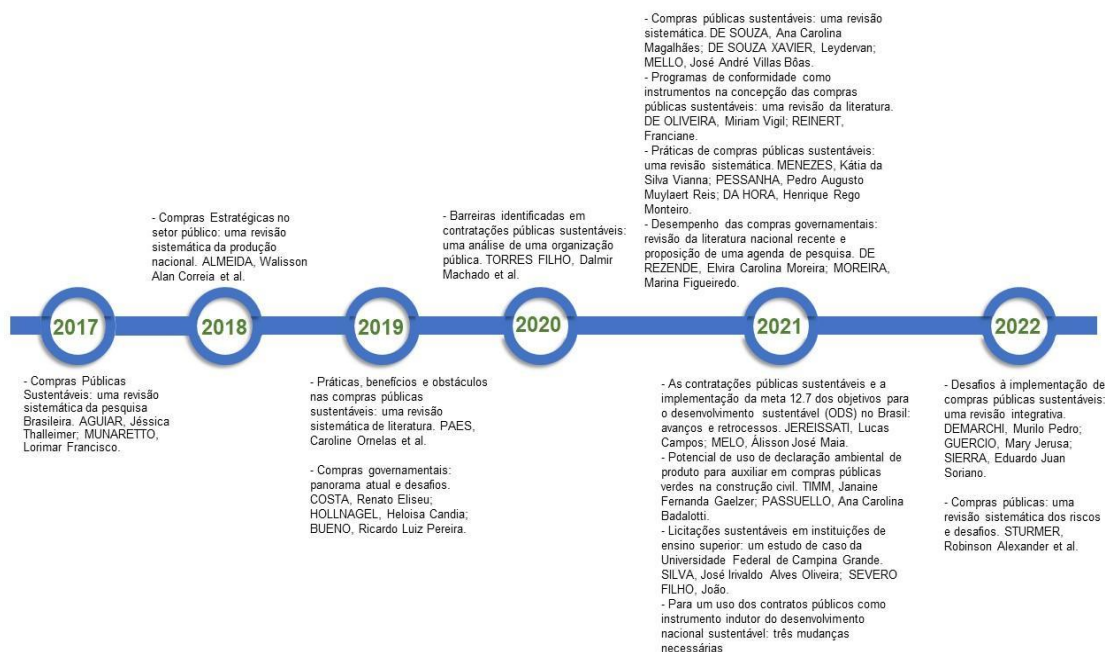 - Compras públicas sustentáveis: uma revisão
sistemática. DE SOUZA, Ana Carolina
Magalhães; DE SOUZA XAVIER, Leydervan;
MELLO, José André Villas Bôas.
- Programas de conformidade como
instrumentos na concepção das compras
públicas sustentáveis: uma revisão da literatura.
DE OLIVEIRA, Miriam Vigil; REINERT,
Franciane.
- Práticas de compras públicas sustentáveis:
uma revisão sistemática. MENEZES, Kátia da
Silva Vianna; PESSANHA, Pedro Augusto
Muylaert Reis; DA HORA, Henrique Rego
Monteiro.
- Desempenho das compras governamentais:
revisão da literatura nacional recente e
proposição de uma agenda de pesquisa. DE
REZENDE, Elvira Carolina Moreira; MOREIRA,
Marina Figueiredo.
- Compras Estratégicas no
setor público: uma revisão
sistemática da produção
nacional. ALMEIDA, Walisson
Alan Correia et al.
- Barreiras identificadas em
contratações públicas sustentáveis:
uma análise de uma organização
pública. TORRES FILHO, Dalmir
Machado et al.
2017
2018
2019
2020
2021
2022
- Compras Públicas
Sustentáveis: uma revisão
sistemática da pesquisa
Brasileira. AGUIAR, Jéssica
Thalleimer; MUNARETTO,
Lorimar Francisco.
- Práticas, benefícios e obstáculos
nas compras públicas
sustentáveis: uma revisão
sistemática de literatura. PAES,
Caroline Ornelas et al.
- Compras governamentais:
panorama atual e desafios.
COSTA, Renato Eliseu;
HOLLNAGEL, Heloisa Candia;
BUENO, Ricardo Luiz Pereira.
- As contratações públicas sustentáveis e a
implementação da meta 12.7 dos objetivos para
o desenvolvimento sustentável (ODS) no Brasil:
avanços e retrocessos. JEREISSATI, Lucas
Campos; MELO, Álisson José Maia.
- Potencial de uso de declaração ambiental de
produto para auxiliar em compras públicas
verdes na construção civil. TIMM, Janaine
Fernanda Gaelzer; PASSUELLO, Ana Carolina
Badalotti.
- Licitações sustentáveis em instituições de
ensino superior: um estudo de caso da
Universidade Federal de Campina Grande.
SILVA, José Irivaldo Alves Oliveira; SEVERO
FILHO, João.
- Para um uso dos contratos públicos como
instrumento indutor do desenvolvimento
nacional sustentável: três mudanças
necessárias
- Desafios à implementação de
compras públicas sustentáveis:
uma revisão integrativa.
DEMARCHI, Murilo Pedro;
GUERCIO, Mary Jerusa;
SIERRA, Eduardo Juan
Soriano.
- Compras públicas: uma
revisão sistemática dos riscos
e desafios. STURMER,
Robinson Alexander et al.